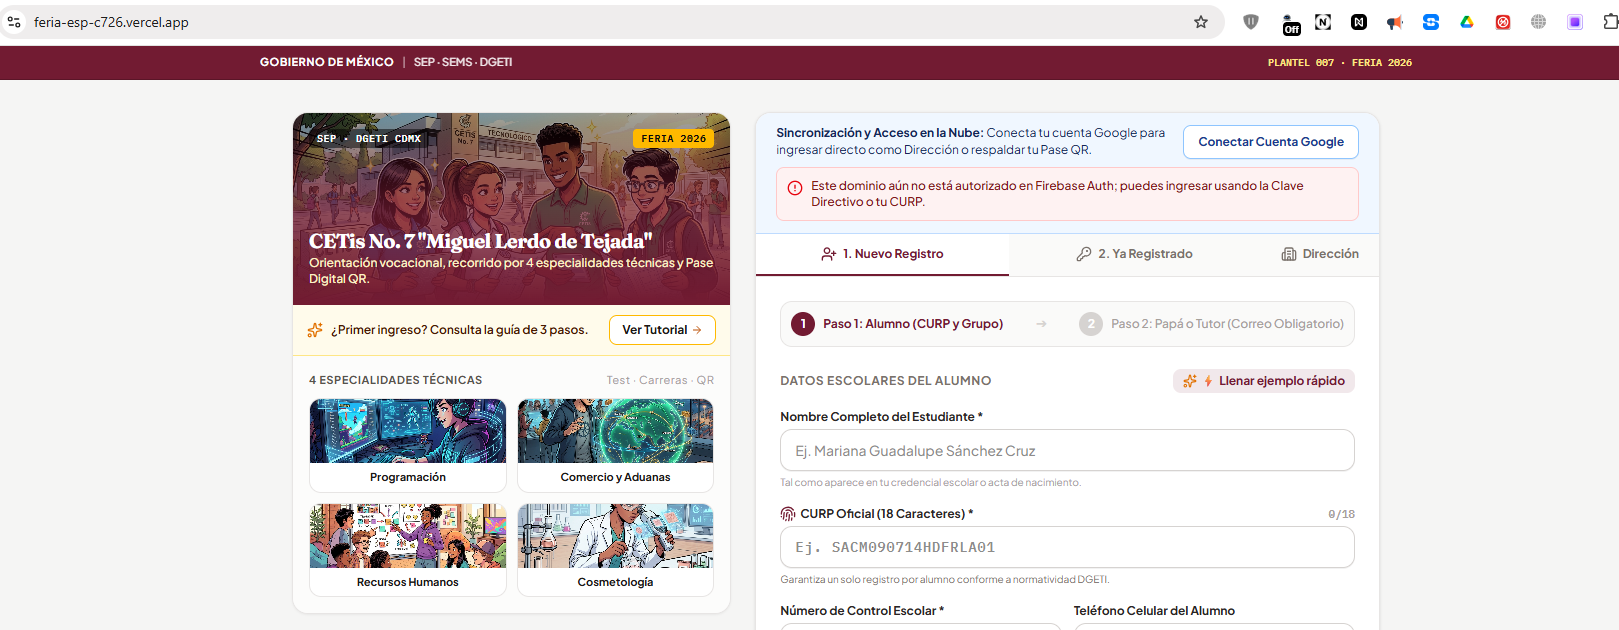 feria-esp-c726.vercel.app
Off
GOBIERNO DE MÉXICO | SEP · SEMS · DGETI
PLANTEL 007 · FERIA 2026
SEP · DGETI CDMX
FERIA 2026
CETIS
No. 7
TECNOLÓGICO
CETis No. 7 "Miguel Lerdo de Tejada"
Orientación vocacional, recorrido por 4 especialidades técnicas y Pase
Digital QR.
¿Primer ingreso? Consulta la guía de 3 pasos.
Ver Tutorial →
4 ESPECIALIDADES TÉCNICAS
Test · Carreras · QR
Programación
Comercio y Aduanas
Recursos Humanos
Cosmetología
Sincronización y Acceso en la Nube: Conecta tu cuenta Google para
ingresar directo como Dirección o respaldar tu Pase QR.
Conectar Cuenta Google
Este dominio aún no está autorizado en Firebase Auth; puedes ingresar usando la Clave
Directivo o tu CURP.
1. Nuevo Registro
2. Ya Registrado
Dirección
1 Paso 1: Alumno (CURP y Grupo) → 2 Paso 2: Papá o Tutor (Correo Obligatorio)
DATOS ESCOLARES DEL ALUMNO
Llenar ejemplo rápido
Nombre Completo del Estudiante *
Ej. Mariana Guadalupe Sánchez Cruz
Tal como aparece en tu credencial escolar o acta de nacimiento.
CURP Oficial (18 Caracteres) *
0/18
Ej. SACM090714HDFRLA01
Garantiza un solo registro por alumno conforme a normatividad DGETI.
Número de Control Escolar *
Teléfono Celular del Alumno